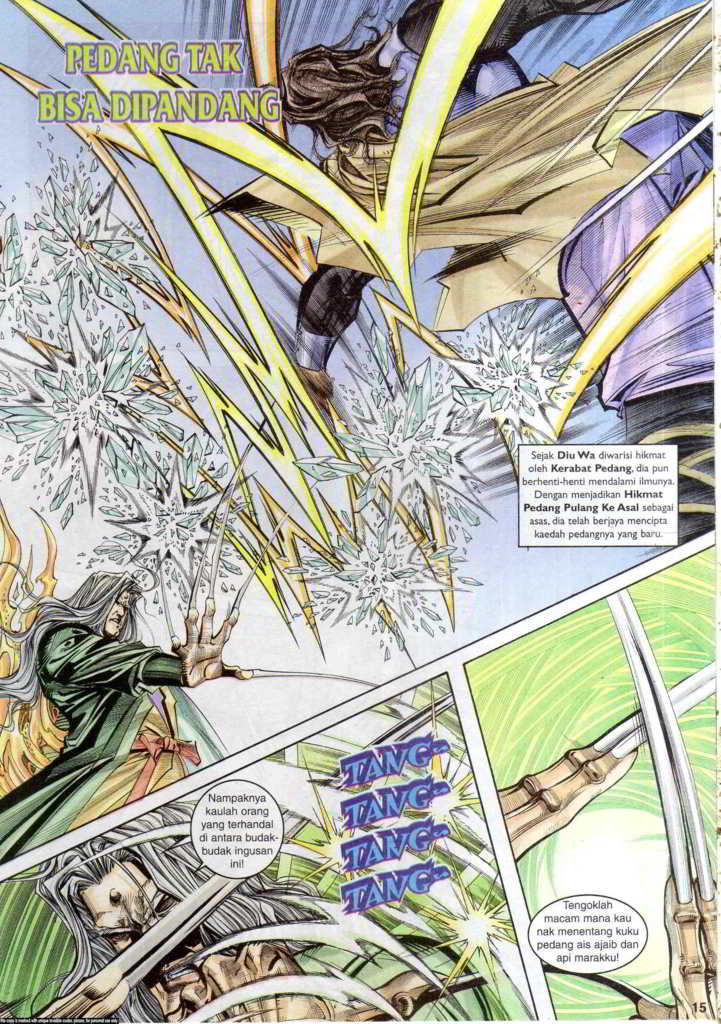 PEDANG TAK
BISA DIPANDANG
Sejak Diu Wa diwarisi hikmat
oleh Kerabat Pedang, dia pun
berhenti-henti mendalami ilmunya.
Dengan menjadikan Hikmat
Pedang Pulang Ke Asal sebagai
asas, dia telah berjaya mencipta
kaedah pedangnya yang baru.
Nampaknya
kaulah orang
yang terhandal
di antara budak-
budak ingusan
ini!
TANG~
TANG~
TANG~
TANG~
Tengoklah
macam mana kau
nak menentang kuku
pedang ais ajaib dan
api marakku!
15